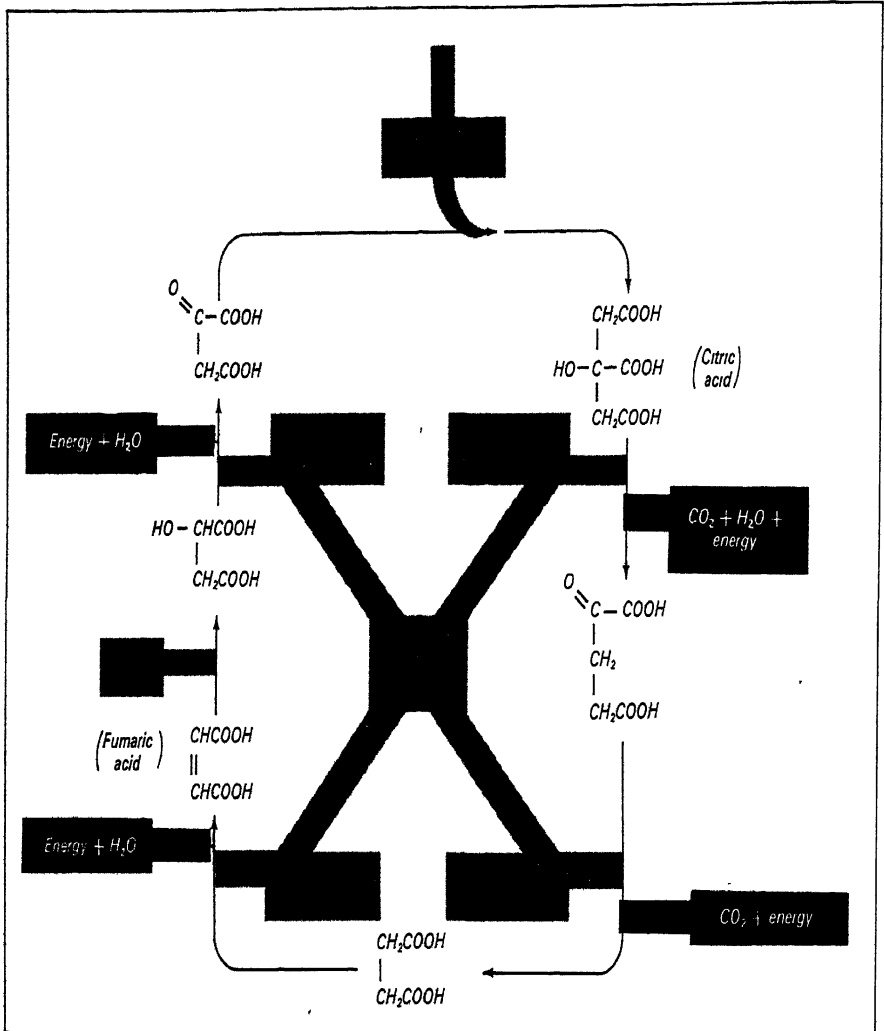 O
C–COOH
CH₂COOH
Energy + H₂O
HO–CHCOOH
CH₂COOH
(Fumaric
acid)
CHCOOH
CHCOOH
Energy + H₂O
CH₂COOH
CH₂COOH
CH₂COOH
HO–C–COOH
CH₂COOH
(Citric
acid)
CO₂ + H₂O +
energy
O
C–COOH
CH₂
CH₂COOH
CO₂ + energy